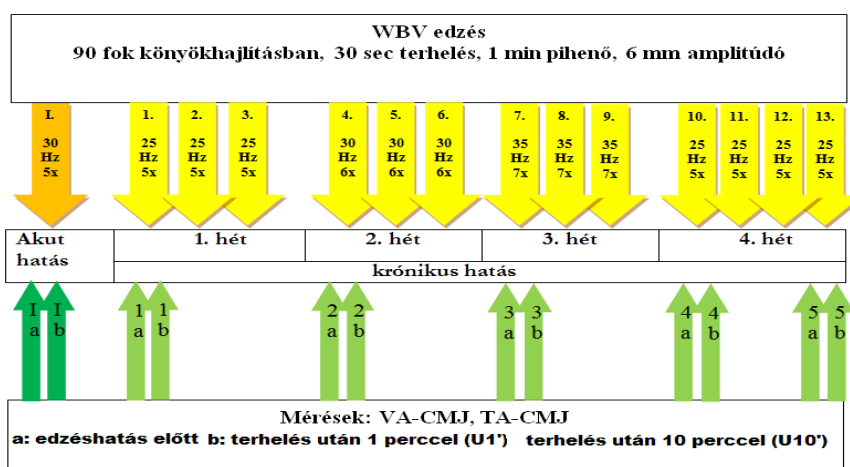 WBV edzés
90 fok könyökhajlításban, 30 sec terhelés, 1 min pihenő, 6 mm amplitúdó
I. 1. 2. 3. 4. 5. 6. 7. 8. 9. 10. 11. 12. 13.
30 25 25 25 30 30 30 35 35 35 25 25 25 25
Hz Hz Hz Hz Hz Hz Hz Hz Hz Hz Hz Hz Hz Hz
5x 5x 5x 5x 6x 6x 6x 7x 7x 7x 5x 5x 5x 5x
Akut 1. hét 2. hét 3. hét 4. hét
hatás
krónikus hatás
I I 1 1 2 2 3 3 4 4 5 5
a b a b a b a b a b a b
Mérések: VA-CMJ, TA-CMJ
a: edzéshatás előtt b: terhelés után 1 perccel (U1') terhelés után 10 perccel (U10')